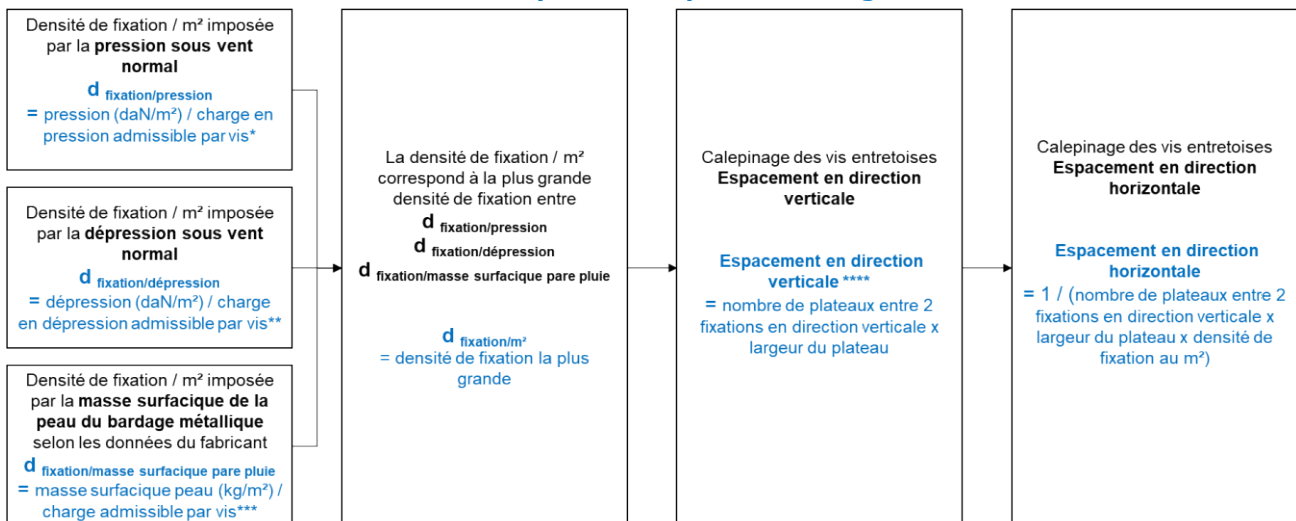 Densité de fixation / m² imposée
par la pression sous vent
normal
d fixation/pression
= pression (daN/m²) / charge en
pression admissible par vis*
Densité de fixation / m² imposée
par la dépression sous vent
normal
d fixation/dépression
= dépression (daN/m²) / charge
en dépression admissible par vis**
Densité de fixation / m² imposée
par la masse surfacique de la
peau du bardage métallique
selon les données du fabricant
d fixation/masse surfacique pare pluie
= masse surfacique peau (kg/m²) /
charge admissible par vis***
La densité de fixation / m²
correspond à la plus grande
densité de fixation entre
d fixation/pression
d fixation/dépression
d fixation/masse surfacique pare pluie
d fixation/m²
= densité de fixation la plus
grande
Calepinage des vis entretoises
Espacement en direction
verticale
Espacement en direction
verticale ****
= nombre de plateaux entre 2
fixations en direction verticale x
largeur du plateau
Calepinage des vis entretoises
Espacement en direction
horizontale
Espacement en direction
horizontale
= 1 / (nombre de plateaux entre 2
fixations en direction verticale x
largeur du plateau x densité de
fixation au m²)